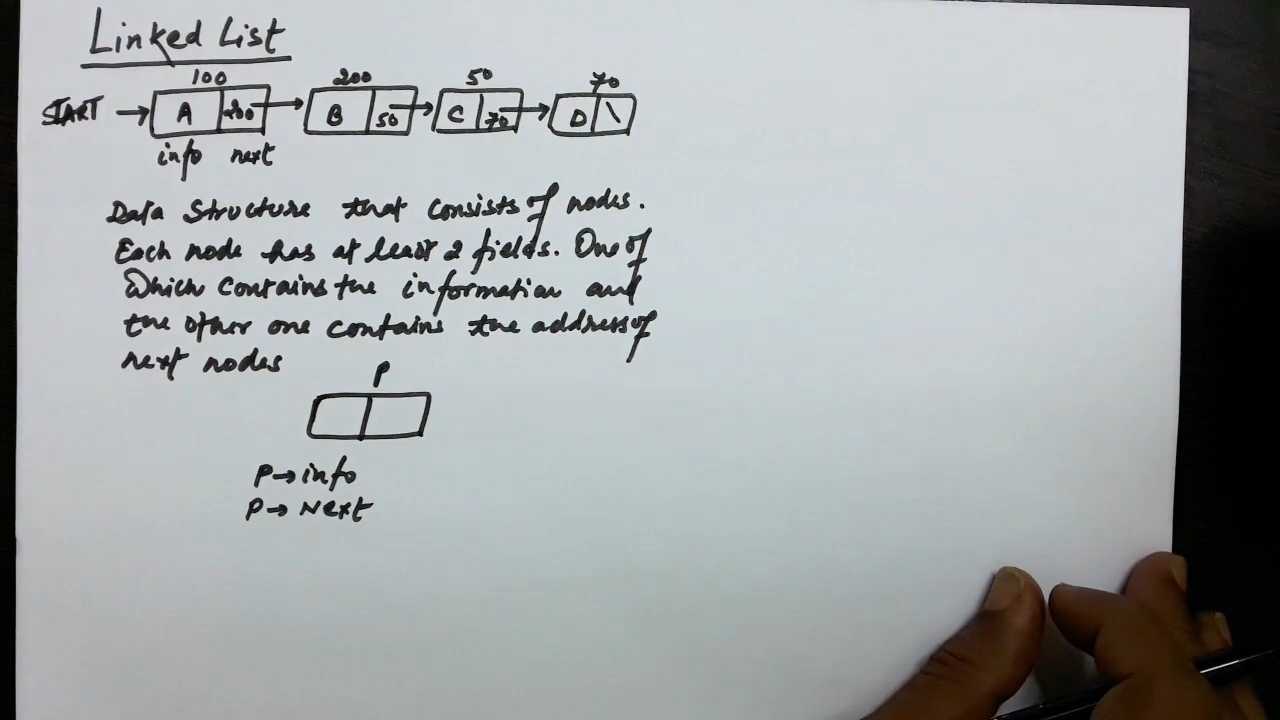 Linked List
100 200 50 70
START → A 200 → B 50 → C 70 → D \
info next
Data Structure that consists of nodes.
Each node has at least 2 fields. One of
which contains the information and
the other one contains the address of
next nodes
P
P→ info
P→ Next